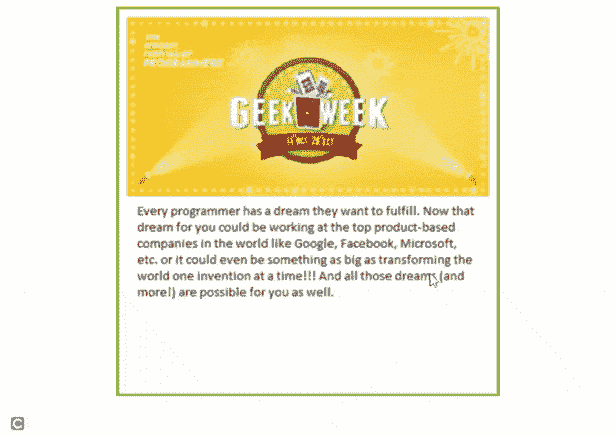 GEEK WEEK
Every programmer has a dream they want to fulfill. Now that
dream for you could be working at the top product-based
companies in the world like Google, Facebook, Microsoft,
etc. or it could even be something as big as transforming the
world one invention at a time!!! And all those dreams (and
more!) are possible for you as well.
C